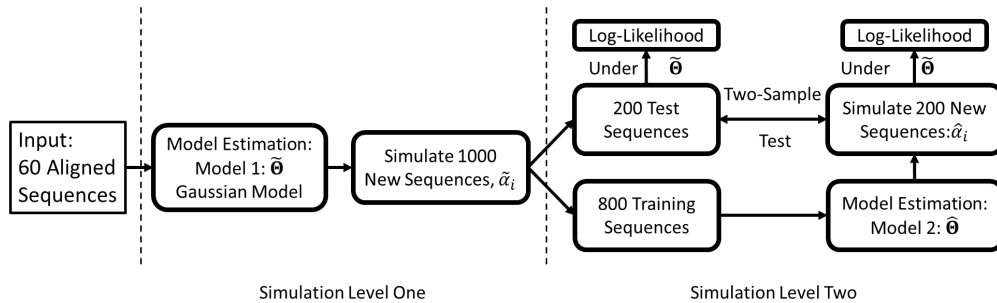 Input:
60 Aligned
Sequences
Model Estimation:
Model 1: Θ̃
Gaussian Model
Simulate 1000
New Sequences, α̃ᵢ
Log-Likelihood
Under Θ̃
200 Test
Sequences
Two-Sample
Test
Log-Likelihood
Under Θ̃
Simulate 200 New
Sequences:α̂ᵢ
800 Training
Sequences
Model Estimation:
Model 2: Θ̂
Simulation Level One
Simulation Level Two